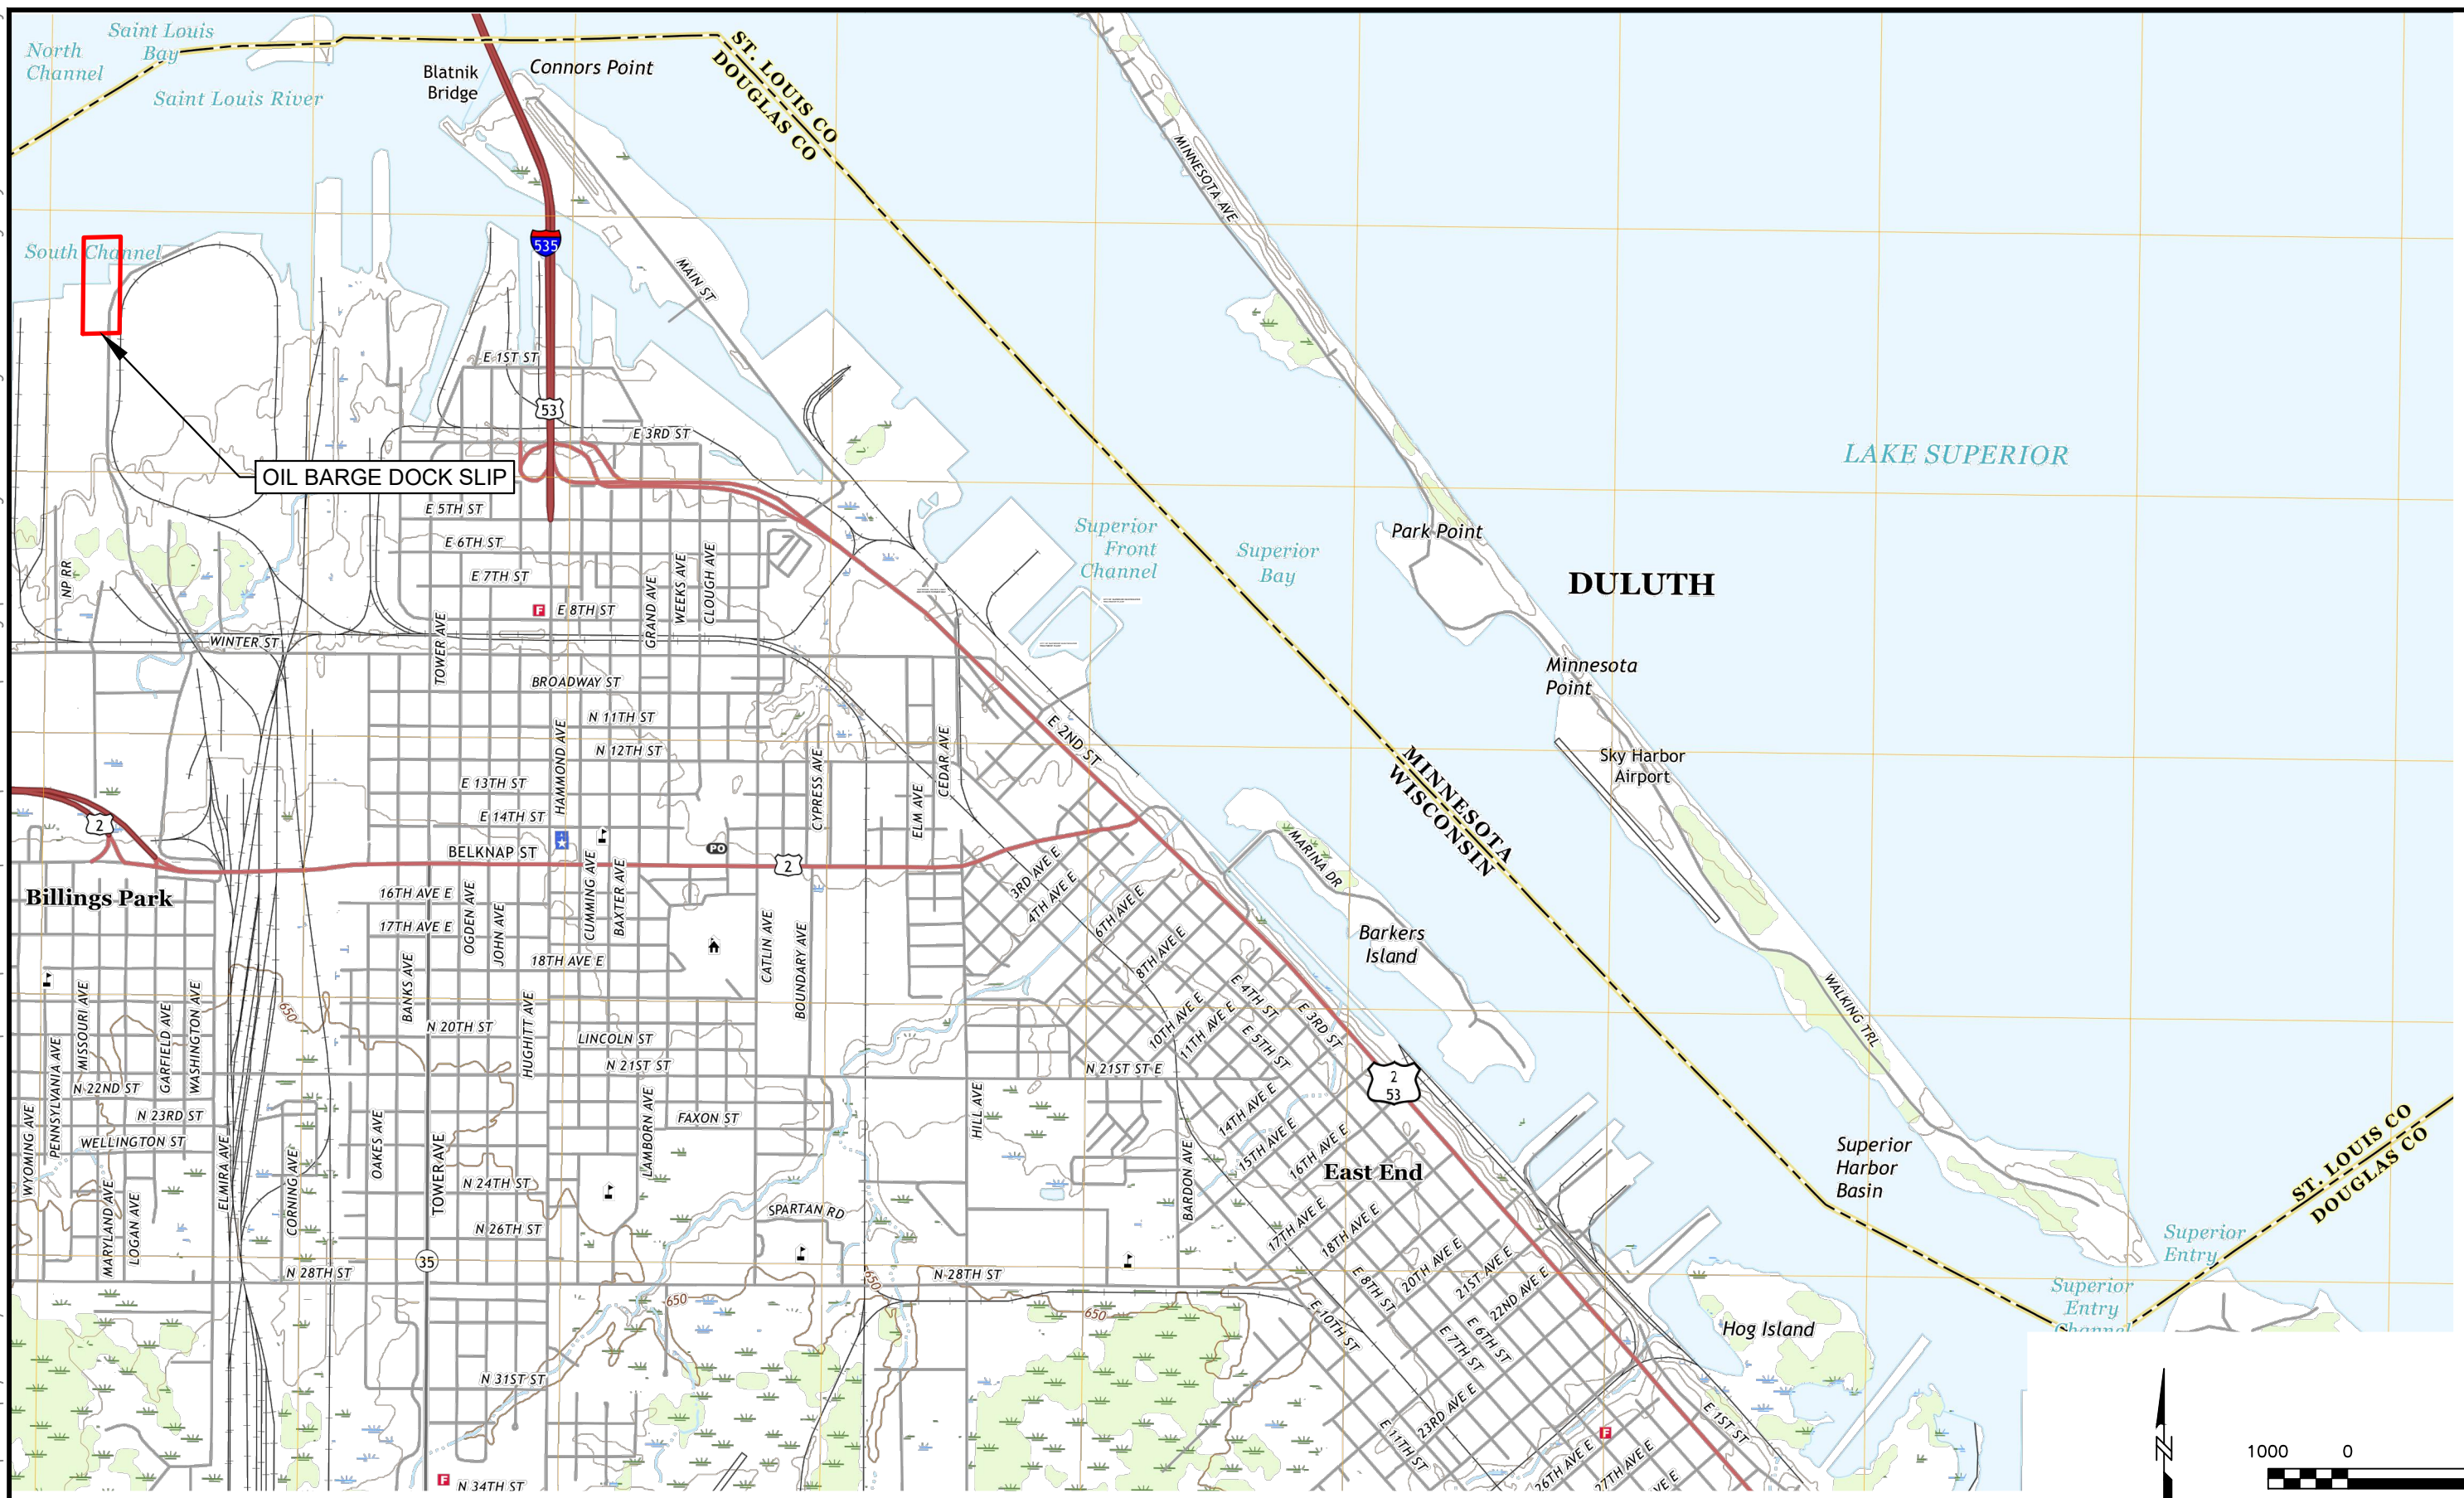 Saint Louis
Bay
North
Channel
Saint Louis River
Blatnik
Bridge
Connors Point
ST. LOUIS CO
DOUGLAS CO
MINNESOTA AVE
South Channel
535
MAIN ST
E 1ST ST
53
E 3RD ST
OIL BARGE DOCK SLIP
LAKE SUPERIOR
E 5TH ST
E 6TH ST
E 7TH ST
F
E 8TH ST
NP RR
GRAND AVE
WEEKS AVE
CLOUGH AVE
Superior
Front
Channel
Superior
Bay
Park Point
DULUTH
WINTER ST
TOWER AVE
BROADWAY ST
N 11TH ST
N 12TH ST
HAMMOND AVE
E 13TH ST
E 14TH ST
CYPRESS AVE
ELM AVE
CEDAR AVE
E 2ND ST
Minnesota
Point
Sky Harbor
Airport
MINNESOTA
WISCONSIN
2
BELKNAP ST
PO
2
Billings Park
16TH AVE E
17TH AVE E
18TH AVE E
OGDEN AVE
JOHN AVE
CUMMING AVE
BAXTER AVE
CATLIN AVE
BOUNDARY AVE
BANKS AVE
HUGHITT AVE
3RD AVE E
4TH AVE E
6TH AVE E
8TH AVE E
10TH AVE E
11TH AVE E
E 4TH ST
E 5TH ST
E 3RD ST
MARINA DR
Barkers
Island
WALKING TRL
650
MISSOURI AVE
GARFIELD AVE
WASHINGTON AVE
PENNSYLVANIA AVE
WYOMING AVE
N 20TH ST
LINCOLN ST
N 21ST ST
N 21ST ST E
N 22ND ST
N 23RD ST
WELLINGTON ST
MARYLAND AVE
LOGAN AVE
ELMIRA AVE
CORNING AVE
OAKES AVE
TOWER AVE
LAMBORN AVE
FAXON ST
HILL AVE
BARDON AVE
2
53
14TH AVE E
15TH AVE E
16TH AVE E
East End
17TH AVE E
18TH AVE E
20TH AVE E
21ST AVE E
22ND AVE E
N 24TH ST
N 26TH ST
SPARTAN RD
35
N 28TH ST
N 28TH ST
650
650
650
Superior
Harbor
Basin
ST. LOUIS CO
DOUGLAS CO
Superior
Entry
Superior
Entry
Channel
Hog Island
E 8TH ST
E 10TH ST
E 7TH ST
E 6TH ST
23RD AVE E
E 11TH ST
E 1ST ST
N 31ST ST
F
N 34TH ST
F
26TH AVE E
27TH AVE E
AVE E
N
1000 0